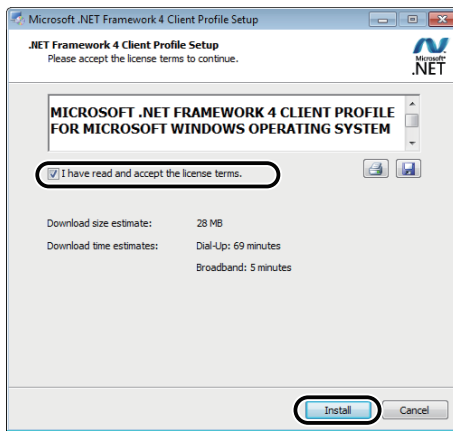 Microsoft .NET Framework 4 Client Profile Setup
.NET Framework 4 Client Profile Setup
Please accept the license terms to continue.
Microsoft®
.NET
MICROSOFT .NET FRAMEWORK 4 CLIENT PROFILE
FOR MICROSOFT WINDOWS OPERATING SYSTEM
I have read and accept the license terms.
Download size estimate: 28 MB
Download time estimates: Dial-Up: 69 minutes
Broadband: 5 minutes
Install Cancel